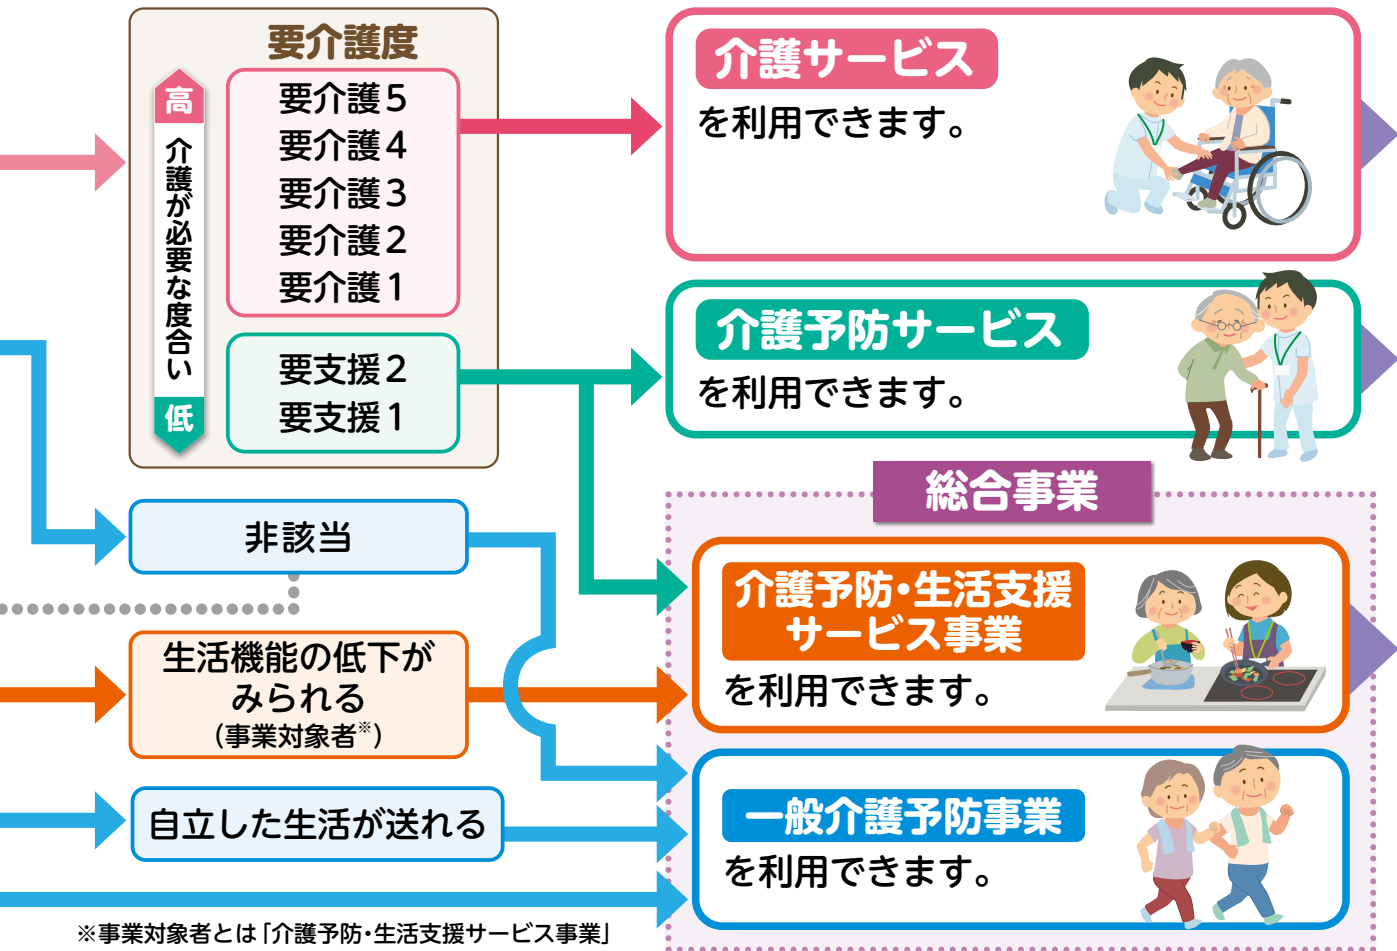 要介護度
高
介護が必要な度合い
低
要介護5
要介護4
要介護3
要介護2
要介護1
要支援2
要支援1
非該当
生活機能の低下が
みられる
(事業対象者※)
自立した生活が送れる
介護サービス
を利用できます。
介護予防サービス
を利用できます。
総合事業
介護予防・生活支援
サービス事業
を利用できます。
一般介護予防事業
を利用できます。
※事業対象者とは「介護予防・生活支援サービス事業」